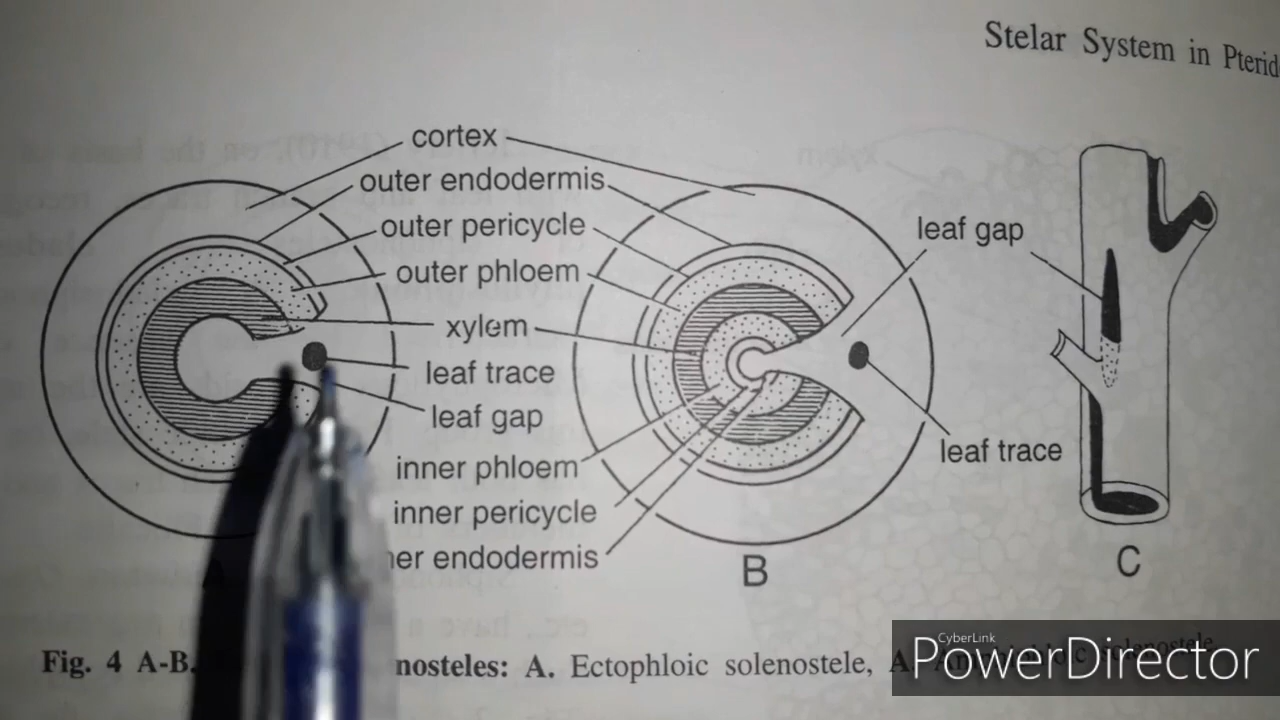 Stelar System in Pterid
cortex
outer endodermis
outer pericycle
outer phloem
xylem
leaf trace
leaf gap
inner phloem
inner pericycle
ner endodermis
leaf gap
leaf trace
B
C
Fig. 4 A-B. nosteles: A. Ectophloic solenostele, A.
CyberLink
PowerDirector